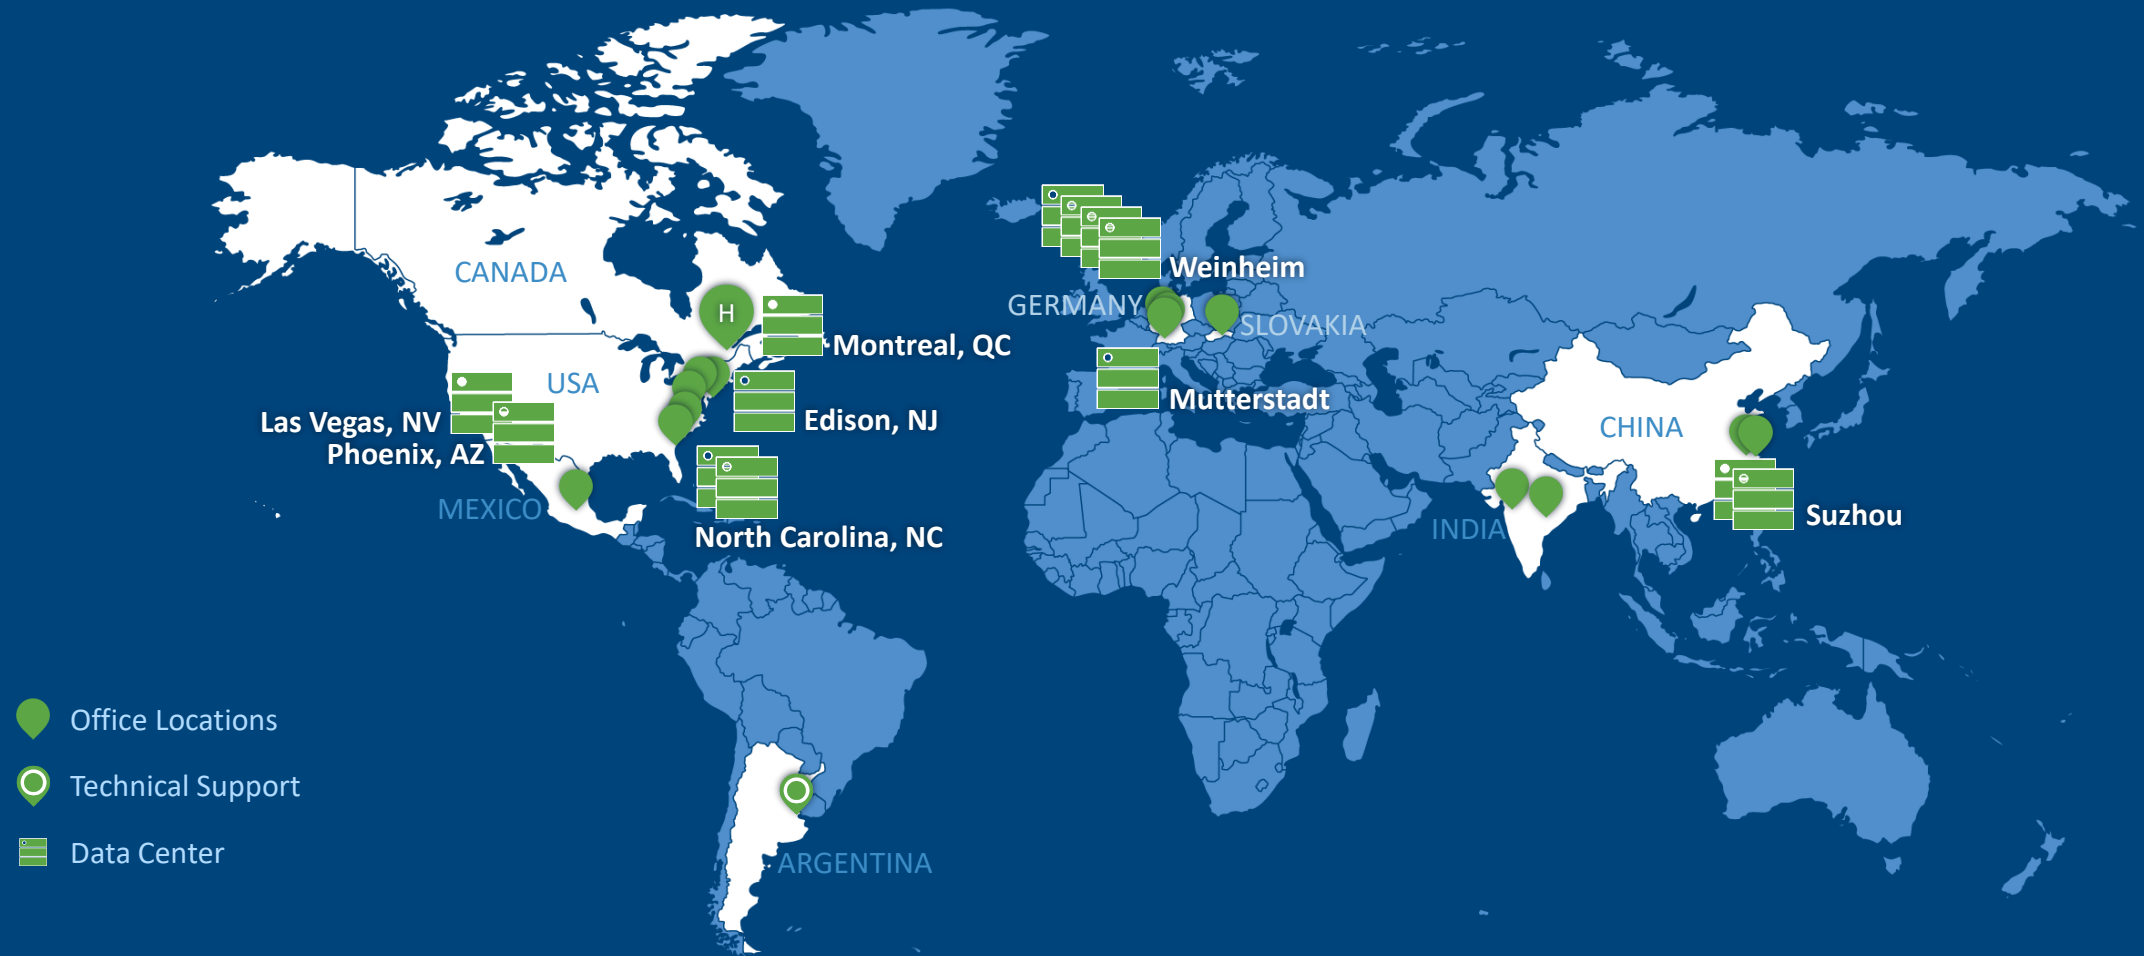 CANADA
H
Montreal, QC
USA
Las Vegas, NV
Phoenix, AZ
Edison, NJ
MEXICO
North Carolina, NC
Weinheim
GERMANY
SLOVAKIA
Mutterstadt
CHINA
INDIA
Suzhou
ARGENTINA
Office Locations
Technical Support
Data Center